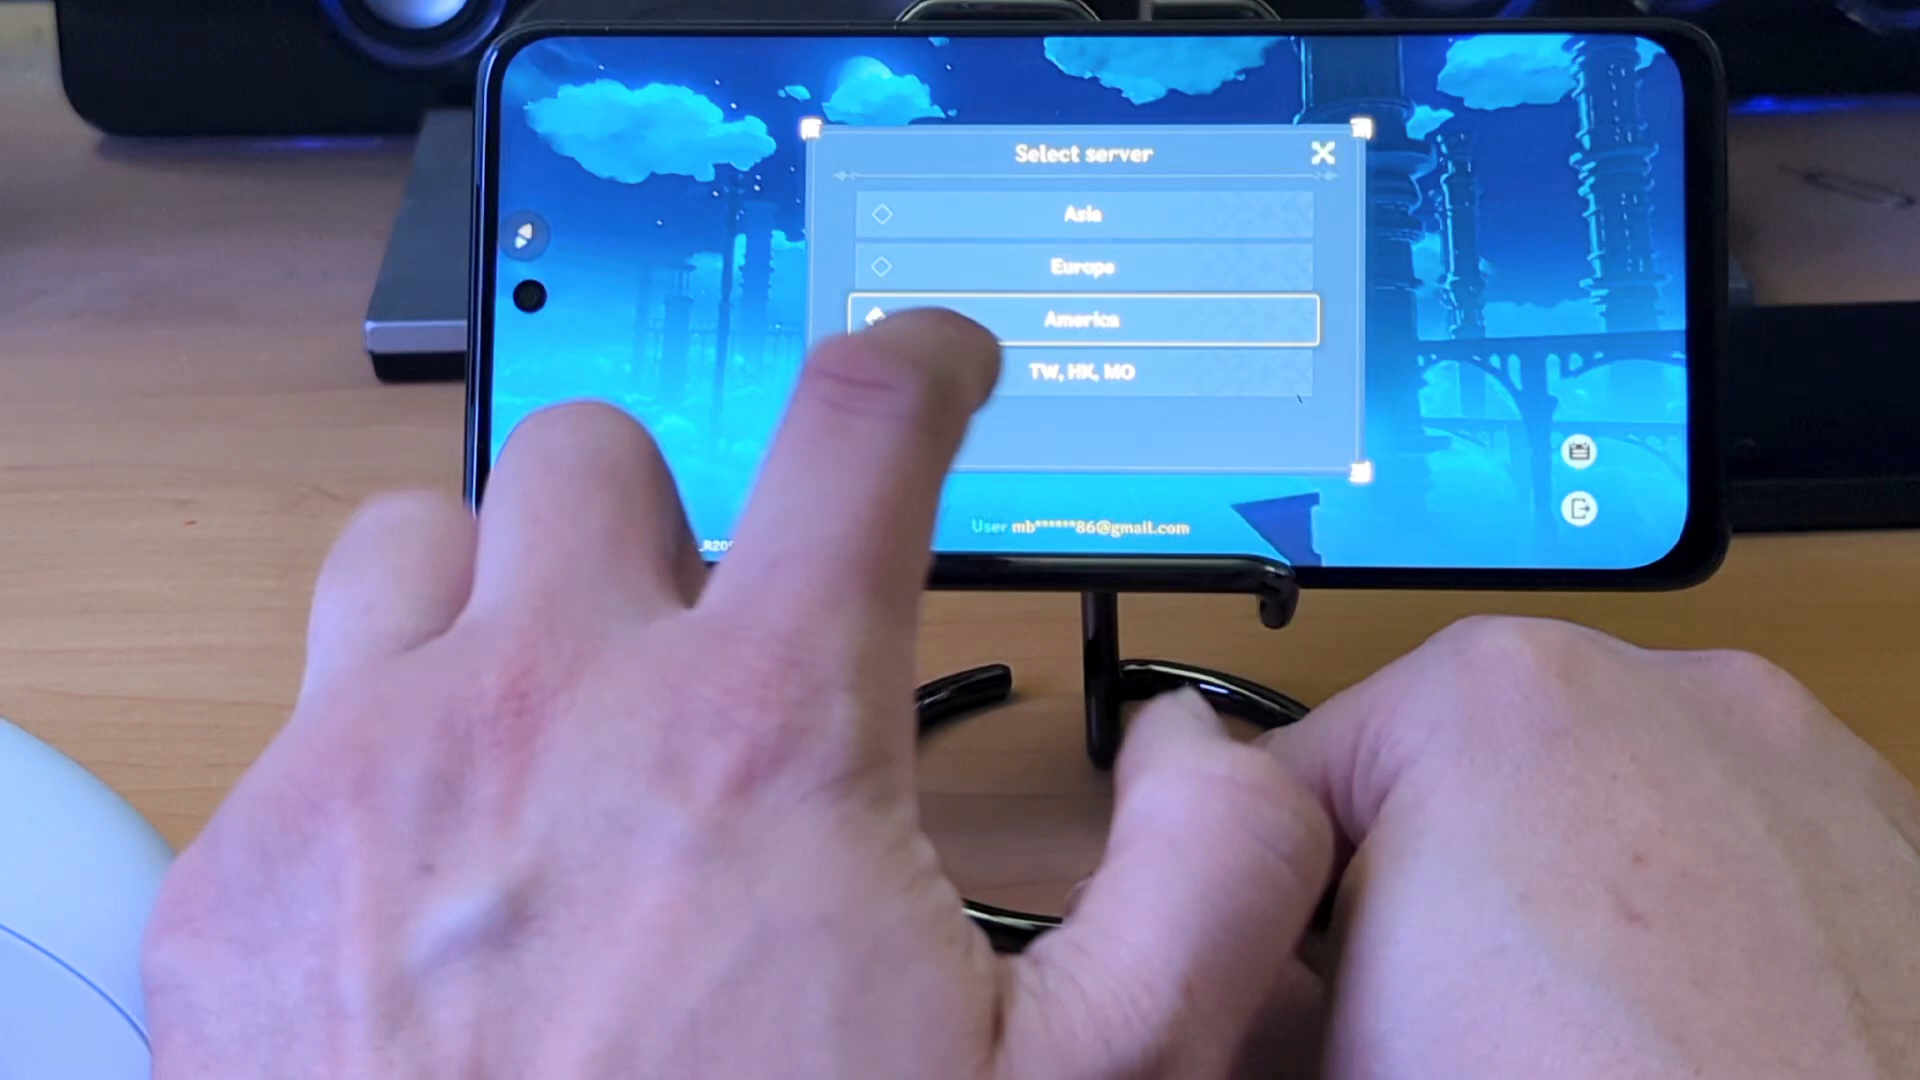 Select server
Asia
Europe
America
TW, HK, MO
User mb******86@gmail.com